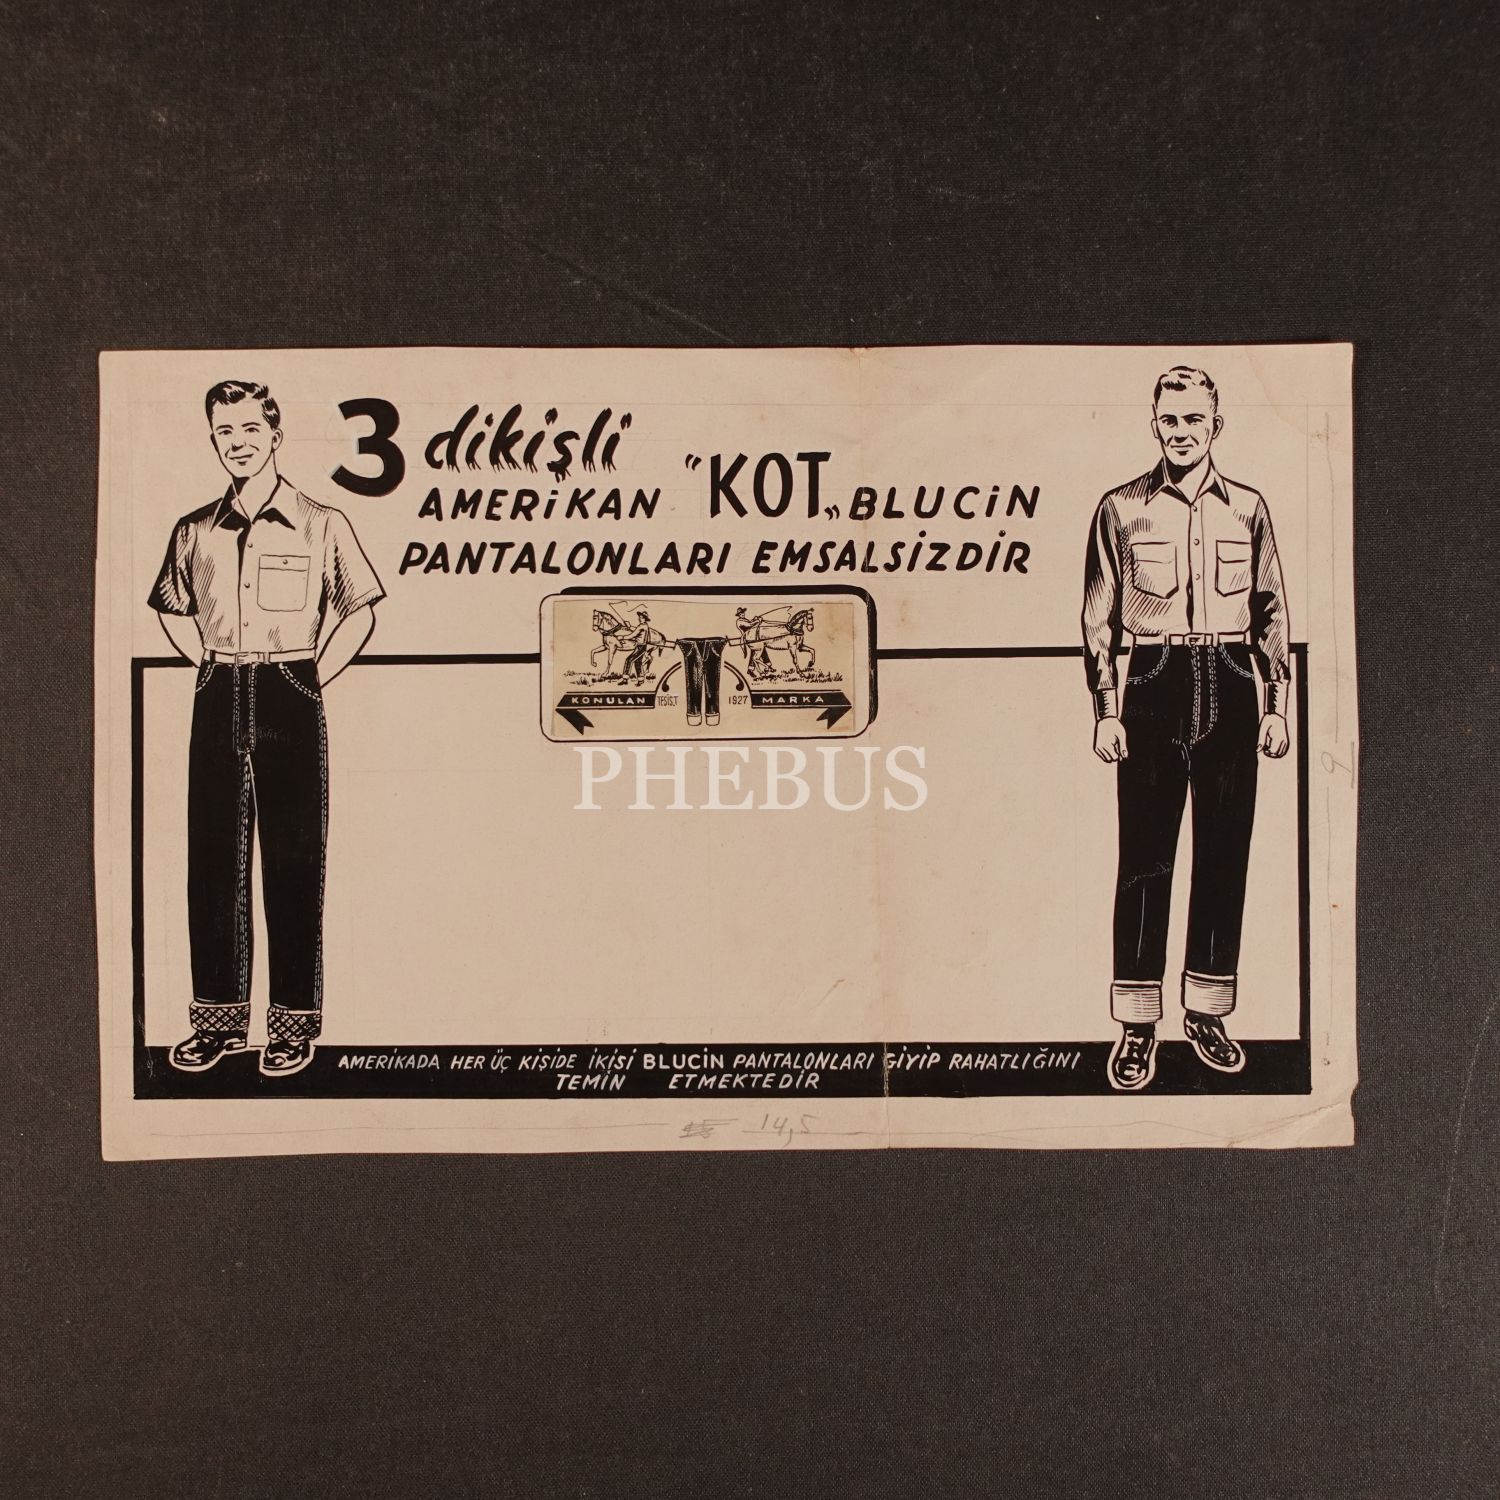 3 dikişli
AMERİKAN "KOT„ BLUCİN
PANTALONLARI EMSALSİZDİR
KONULAN TESİS.T 1927 MARKA
PHEBUS
9
AMERİKADA HER ÜÇ KİŞİDE İKİSİ BLUCİN PANTALONLARI GİYİP RAHATLIĞINI
TEMİN ETMEKTEDİR
14,5